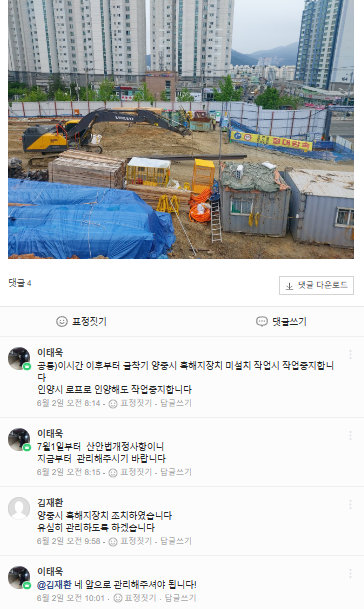 VOLVO
댓글 4
댓글 다운로드
표정짓기
댓글쓰기
이태욱
공통)이시간 이후부터 굴착기 양중시 훅해지장치 미설치 작업시 작업중지합니
다
인양시 로프로 인양해도 작업중지합니다
6월 2일 오전 8:14 · 표정짓기 · 답글쓰기
이태욱
7월1일부터 산안법개정사항이니
지금부터 관리해주시기 바랍니다
6월 2일 오전 8:15 · 표정짓기 · 답글쓰기
김재환
양중시 훅해지장치 조치하였습니다
유심히 관리하도록 하겠습니다
6월 2일 오전 9:58 · 표정짓기 · 답글쓰기
이태욱
@김재환 네 앞으로 관리해주셔야 됩니다!
6월 2일 오전 10:01 · 표정짓기 · 답글쓰기